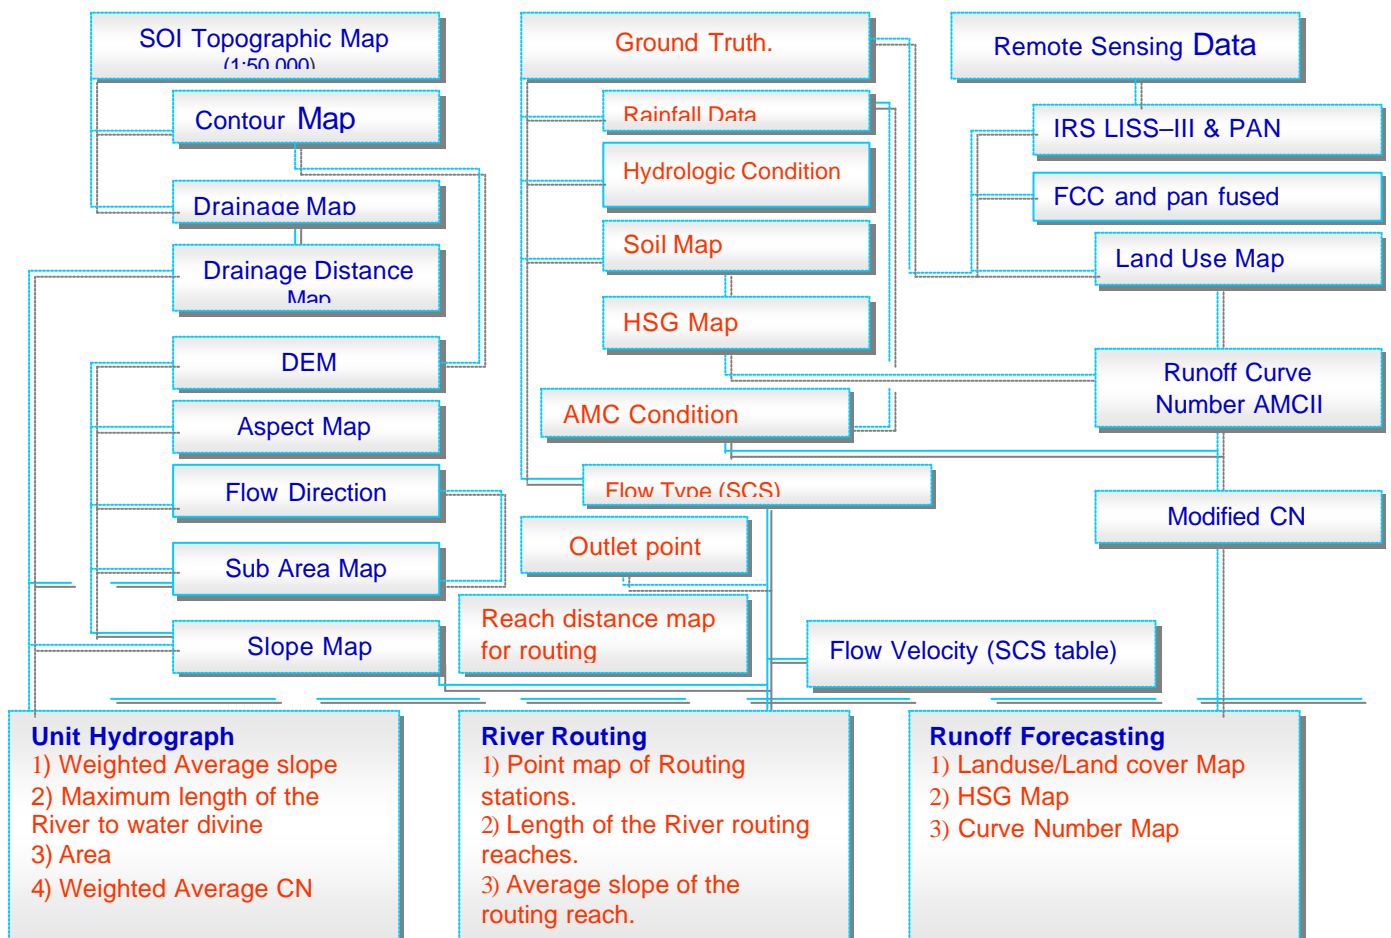 SOI Topographic Map
(1:50,000)
Contour Map
Drainage Map
Drainage Distance
Map
DEM
Aspect Map
Flow Direction
Sub Area Map
Slope Map
Ground Truth.
Rainfall Data
Hydrologic Condition
Soil Map
HSG Map
AMC Condition
Flow Type (SCS)
Outlet point
Reach distance map
for routing
Remote Sensing Data
IRS LISS–III & PAN
FCC and pan fused
Land Use Map
Runoff Curve
Number AMCII
Modified CN
Flow Velocity (SCS table)
Unit Hydrograph
1) Weighted Average slope
2) Maximum length of the
River to water divine
3) Area
4) Weighted Average CN
River Routing
1) Point map of Routing
stations.
2) Length of the River routing
reaches.
3) Average slope of the
routing reach.
Runoff Forecasting
1) Landuse/Land cover Map
2) HSG Map
3) Curve Number Map